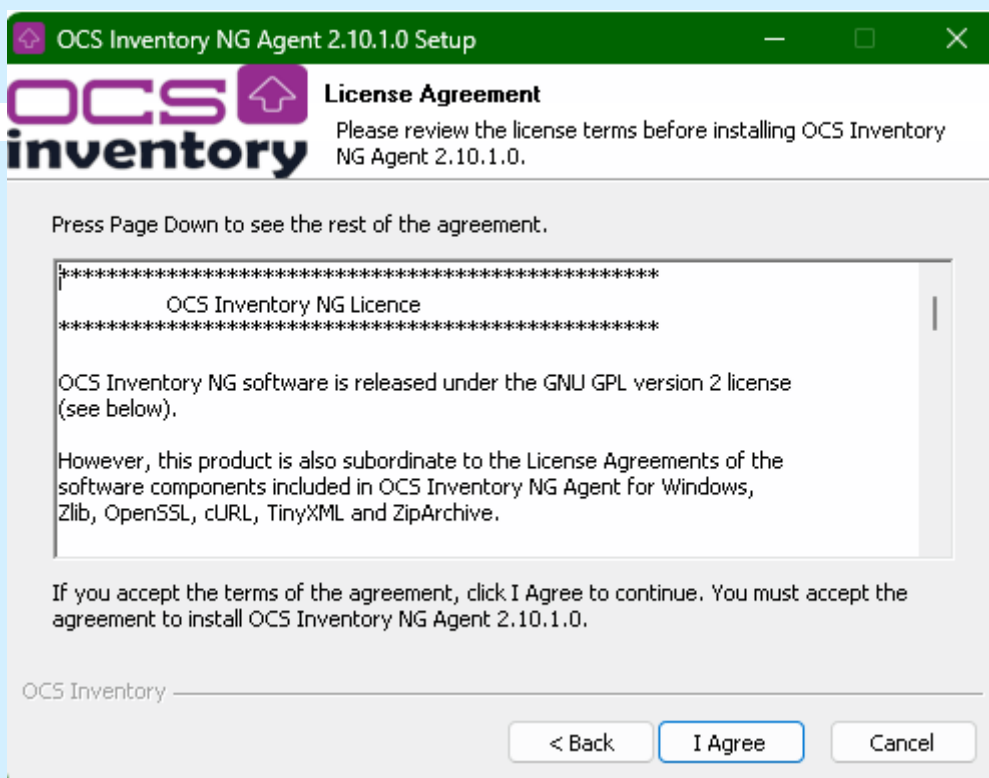 OCS Inventory NG Agent 2.10.1.0 Setup
OCS
inventory
License Agreement
Please review the license terms before installing OCS Inventory
NG Agent 2.10.1.0.
Press Page Down to see the rest of the agreement.
**************************************************
OCS Inventory NG Licence
**************************************************
OCS Inventory NG software is released under the GNU GPL version 2 license
(see below).
However, this product is also subordinate to the License Agreements of the
software components included in OCS Inventory NG Agent for Windows,
Zlib, OpenSSL, cURL, TinyXML and ZipArchive.
If you accept the terms of the agreement, click I Agree to continue. You must accept the
agreement to install OCS Inventory NG Agent 2.10.1.0.
OCS Inventory
< Back
I Agree
Cancel